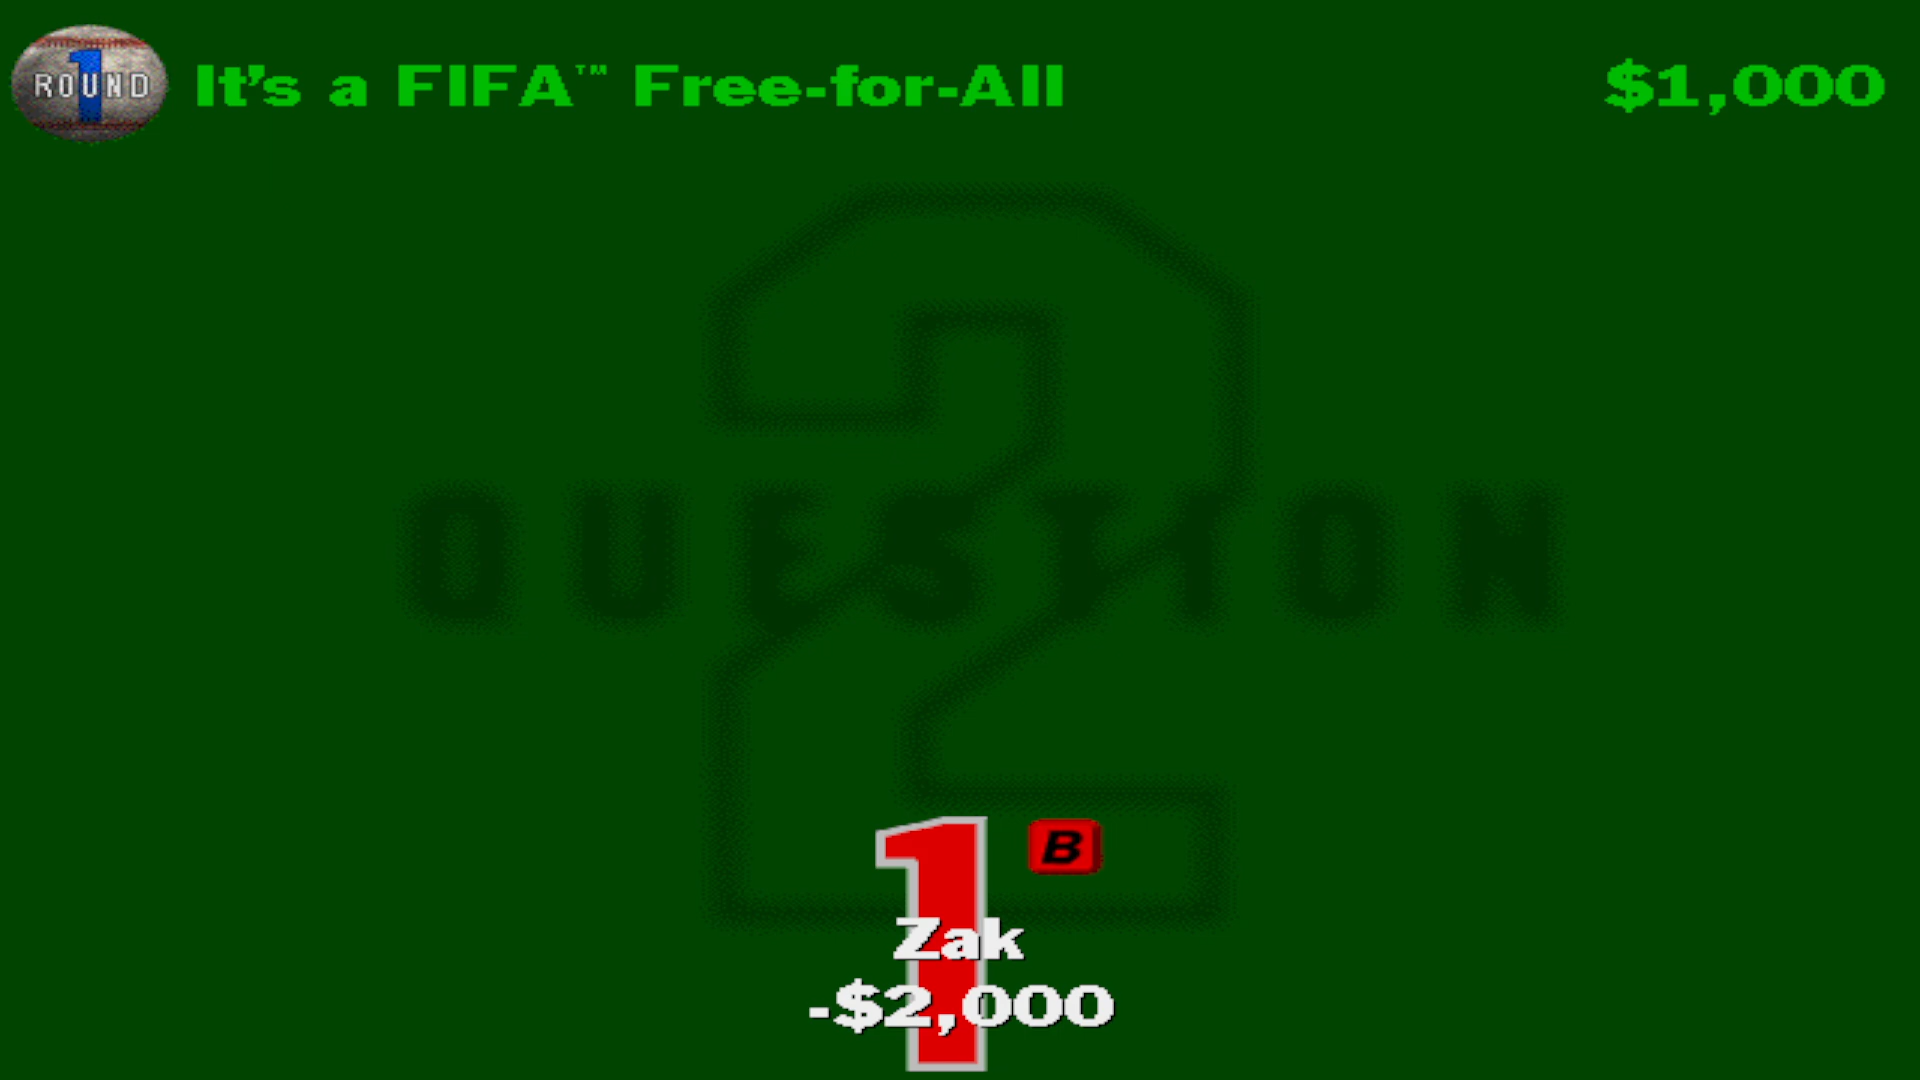 ROUND 1
It's a FIFA™ Free-for-All
$1,000
2
QUESTION
1
B
Zak
-$2,000